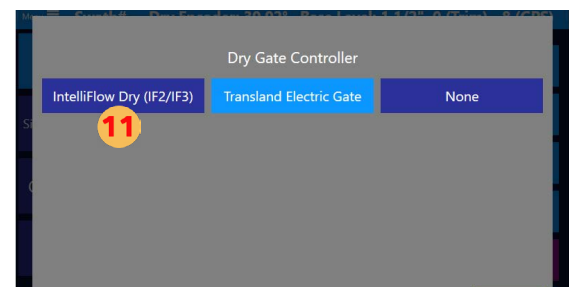 Dry Gate Controller
IntelliFlow Dry (IF2/IF3) Transland Electric Gate None
11